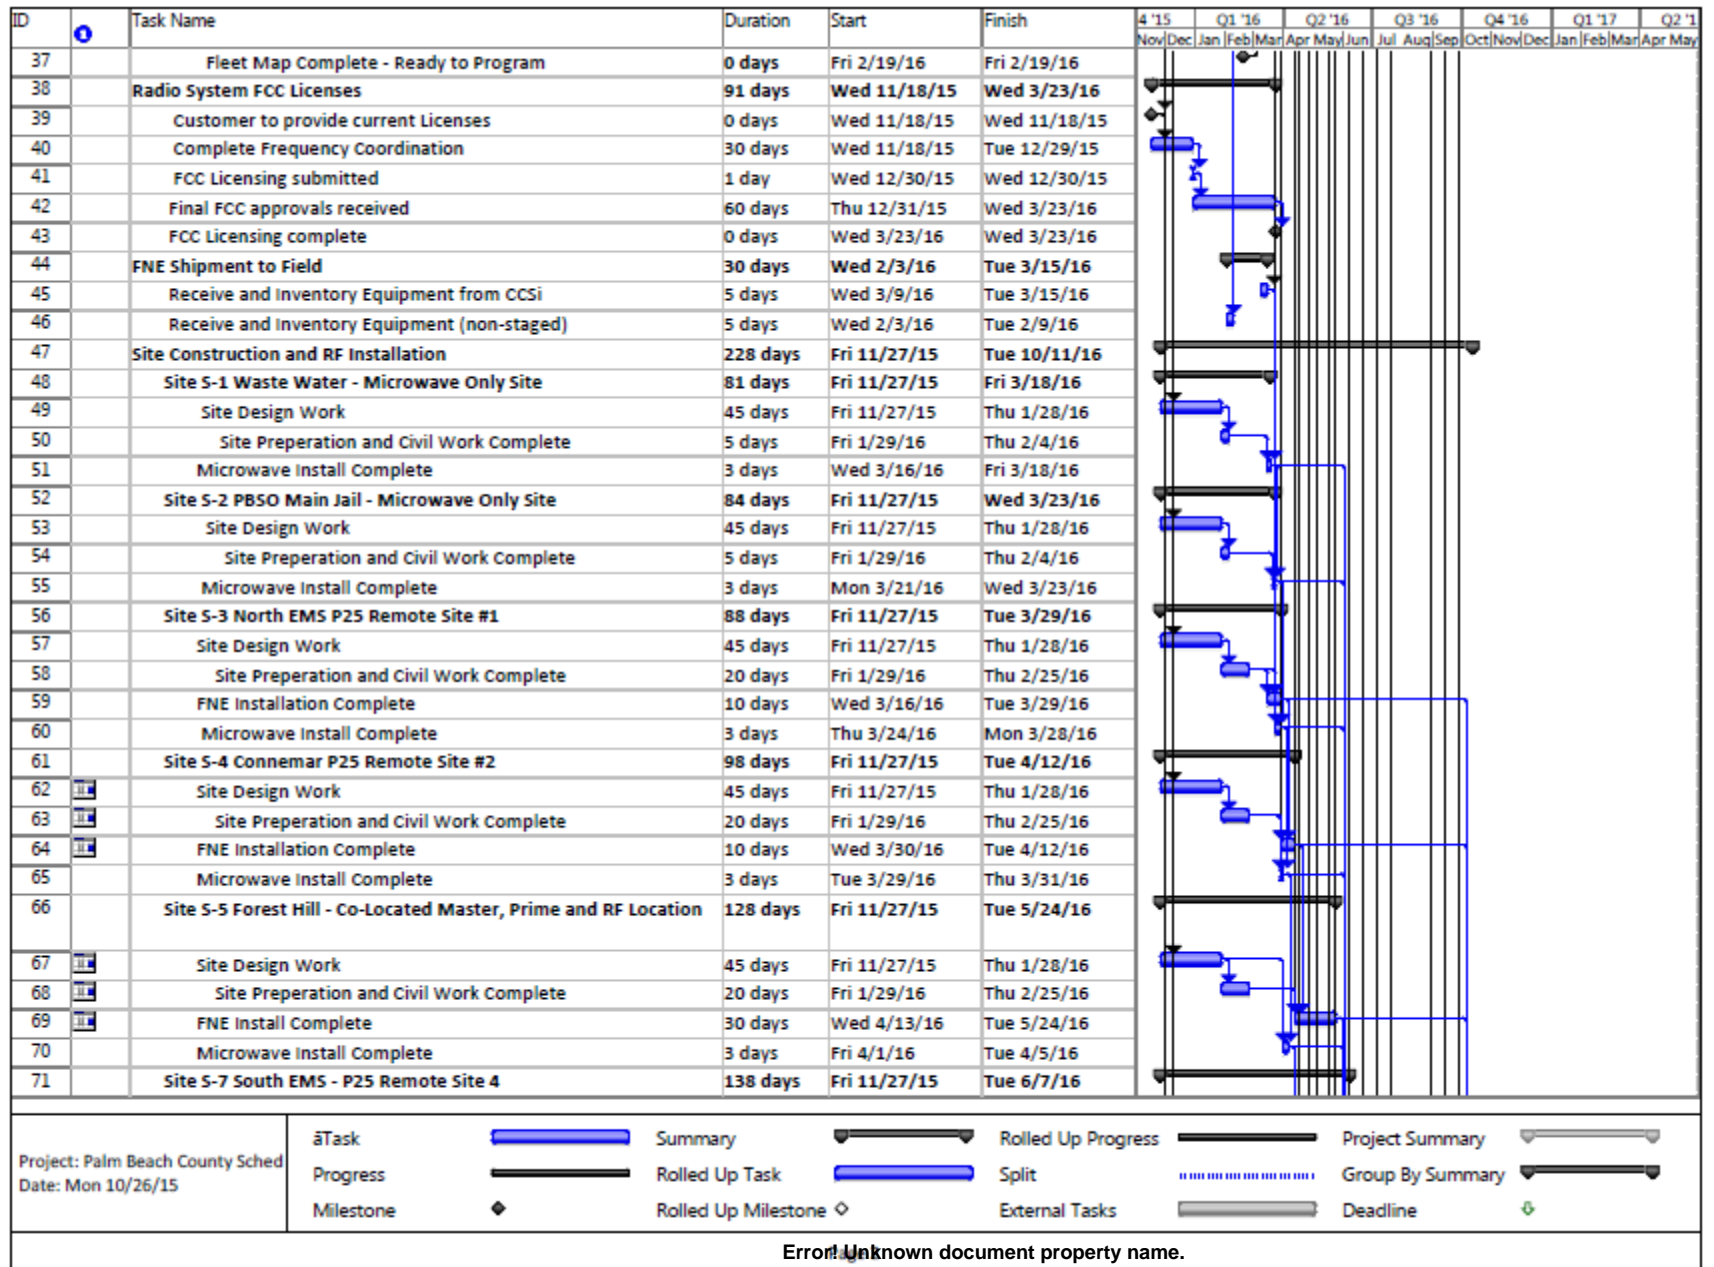 ID Task Name Duration Start Finish 4 '15 Q1 '16 Q2 '16 Q3 '16 Q4 '16 Q1 '17 Q2 '1
Nov Dec Jan Feb Mar Apr May Jun Jul Aug Sep Oct Nov Dec Jan Feb Mar Apr May
37 Fleet Map Complete - Ready to Program 0 days Fri 2/19/16 Fri 2/19/16
38 Radio System FCC Licenses 91 days Wed 11/18/15 Wed 3/23/16
39 Customer to provide current Licenses 0 days Wed 11/18/15 Wed 11/18/15
40 Complete Frequency Coordination 30 days Wed 11/18/15 Tue 12/29/15
41 FCC Licensing submitted 1 day Wed 12/30/15 Wed 12/30/15
42 Final FCC approvals received 60 days Thu 12/31/15 Wed 3/23/16
43 FCC Licensing complete 0 days Wed 3/23/16 Wed 3/23/16
44 FNE Shipment to Field 30 days Wed 2/3/16 Tue 3/15/16
45 Receive and Inventory Equipment from CCSi 5 days Wed 3/9/16 Tue 3/15/16
46 Receive and Inventory Equipment (non-staged) 5 days Wed 2/3/16 Tue 2/9/16
47 Site Construction and RF Installation 228 days Fri 11/27/15 Tue 10/11/16
48 Site S-1 Waste Water - Microwave Only Site 81 days Fri 11/27/15 Fri 3/18/16
49 Site Design Work 45 days Fri 11/27/15 Thu 1/28/16
50 Site Preperation and Civil Work Complete 5 days Fri 1/29/16 Thu 2/4/16
51 Microwave Install Complete 3 days Wed 3/16/16 Fri 3/18/16
52 Site S-2 PBSO Main Jail - Microwave Only Site 84 days Fri 11/27/15 Wed 3/23/16
53 Site Design Work 45 days Fri 11/27/15 Thu 1/28/16
54 Site Preperation and Civil Work Complete 5 days Fri 1/29/16 Thu 2/4/16
55 Microwave Install Complete 3 days Mon 3/21/16 Wed 3/23/16
56 Site S-3 North EMS P25 Remote Site #1 88 days Fri 11/27/15 Tue 3/29/16
57 Site Design Work 45 days Fri 11/27/15 Thu 1/28/16
58 Site Preperation and Civil Work Complete 20 days Fri 1/29/16 Thu 2/25/16
59 FNE Installation Complete 10 days Wed 3/16/16 Tue 3/29/16
60 Microwave Install Complete 3 days Thu 3/24/16 Mon 3/28/16
61 Site S-4 Connemar P25 Remote Site #2 98 days Fri 11/27/15 Tue 4/12/16
62 Site Design Work 45 days Fri 11/27/15 Thu 1/28/16
63 Site Preperation and Civil Work Complete 20 days Fri 1/29/16 Thu 2/25/16
64 FNE Installation Complete 10 days Wed 3/30/16 Tue 4/12/16
65 Microwave Install Complete 3 days Tue 3/29/16 Thu 3/31/16
66 Site S-5 Forest Hill - Co-Located Master, Prime and RF Location 128 days Fri 11/27/15 Tue 5/24/16
67 Site Design Work 45 days Fri 11/27/15 Thu 1/28/16
68 Site Preperation and Civil Work Complete 20 days Fri 1/29/16 Thu 2/25/16
69 FNE Install Complete 30 days Wed 4/13/16 Tue 5/24/16
70 Microwave Install Complete 3 days Fri 4/1/16 Tue 4/5/16
71 Site S-7 South EMS - P25 Remote Site 4 138 days Fri 11/27/15 Tue 6/7/16
Project: Palm Beach County Sched
Date: Mon 10/26/15
āTask Summary Rolled Up Progress Project Summary
Progress Rolled Up Task Split Group By Summary
Milestone Rolled Up Milestone External Tasks Deadline
Error! Unknown document property name.